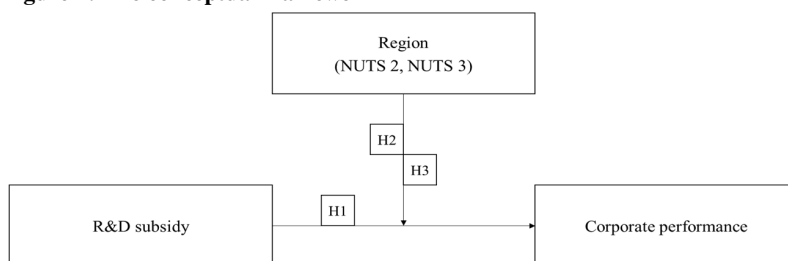 Region
(NUTS 2, NUTS 3)
H2
H3
H1
R&D subsidy
Corporate performance